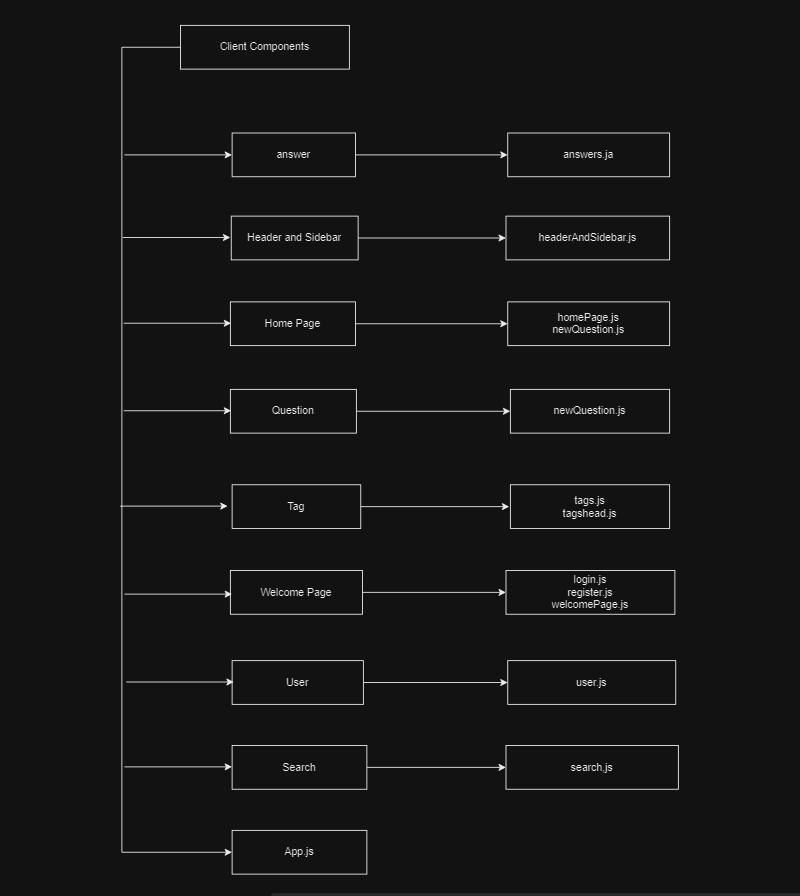 Client Components
answer
answers.ja
Header and Sidebar
headerAndSidebar.js
Home Page
homePage.js
newQuestion.js
Question
newQuestion.js
Tag
tags.js
tagshead.js
Welcome Page
login.js
register.js
welcomePage.js
User
user.js
Search
search,js
App.js